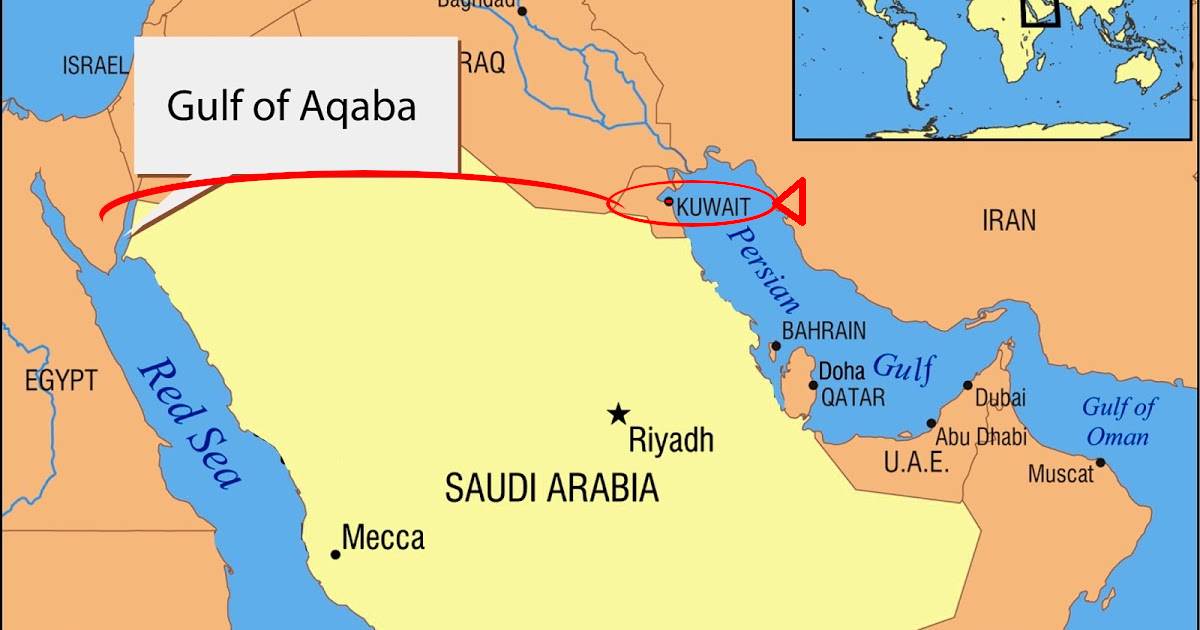 Baghdad
ISRAEL
RAQ
Gulf of Aqaba
KUWAIT
IRAN
Persian
BAHRAIN
Doha
Gulf
QATAR
EGYPT
Red Sea
Dubai
Gulf of
Oman
Riyadh
Abu Dhabi
U.A.E.
Muscat
SAUDI ARABIA
Mecca